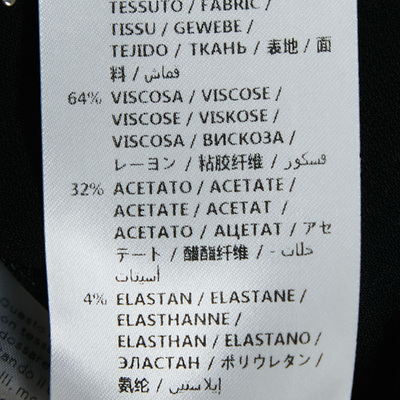 TESSUTO / FABRIC /
TISSU / GEWEBE /
TEJIDO / ТКАНЬ / 表地 / 面
料 / قماش
64% VISCOSA / VISCOSE /
VISCOSE / VISKOSE /
VISCOSA / ВИСКОЗА /
レーヨン / 粘胶纤维 / فسكوز
32% ACETATO / ACETATE /
ACETATE / ACETAT /
ACETATO / АЦЕТАТ / アセ
テート / 醋酯纤维 / خلات -
أسيتات
4% ELASTAN / ELASTANE /
ELASTHANNE /
ELASTHAN / ELASTANO /
ЭЛАСТАН / ポリウレタン /
氨纶 / إيلاستين